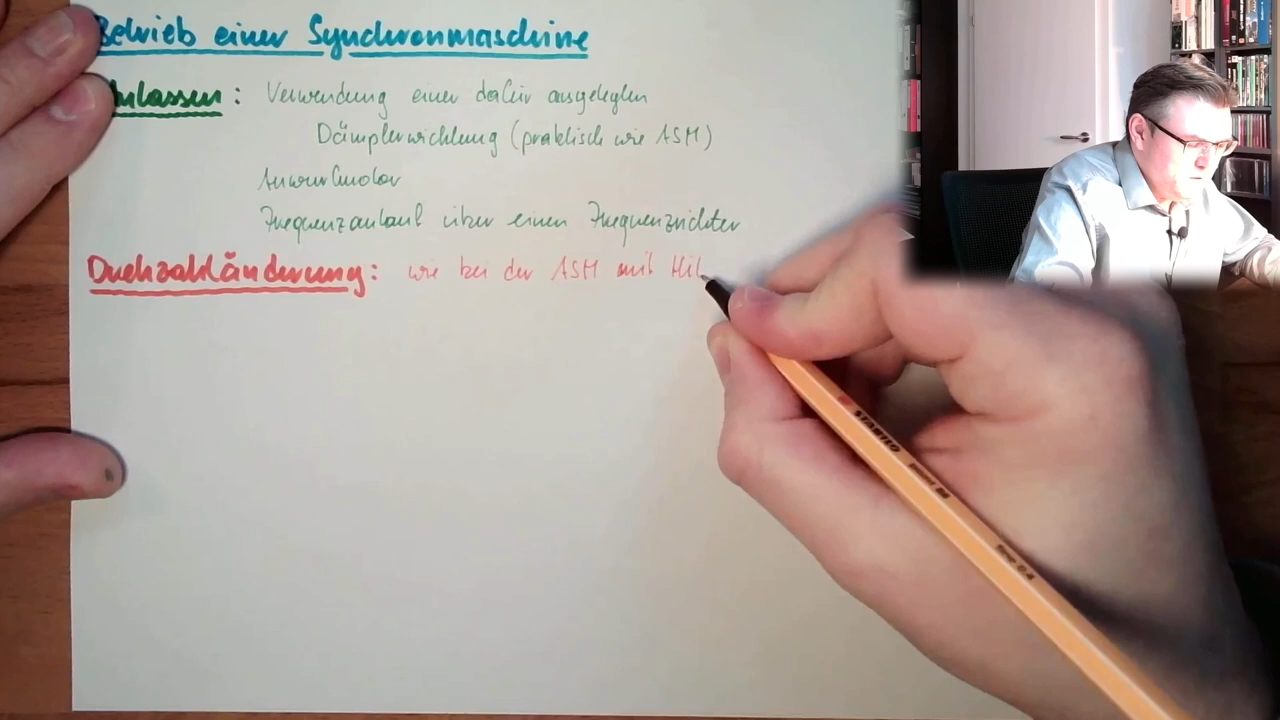 Betrieb einer Synchronmaschine
Anlassen: Verwendung einer dafür ausgelegten
Dämpferwicklung (praktisch wie ASM)
Anwurfmotor
Frequenzanlauf über einen Frequenzrichter
Drehzahländerung: wie bei der ASM mit Hil
STABILO